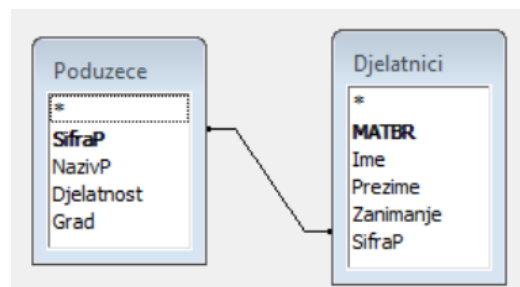 Poduzece
*
SifraP
NazivP
Djelatnost
Grad
Djelatnici
*
MATBR
Ime
Prezime
Zanimanje
SifraP